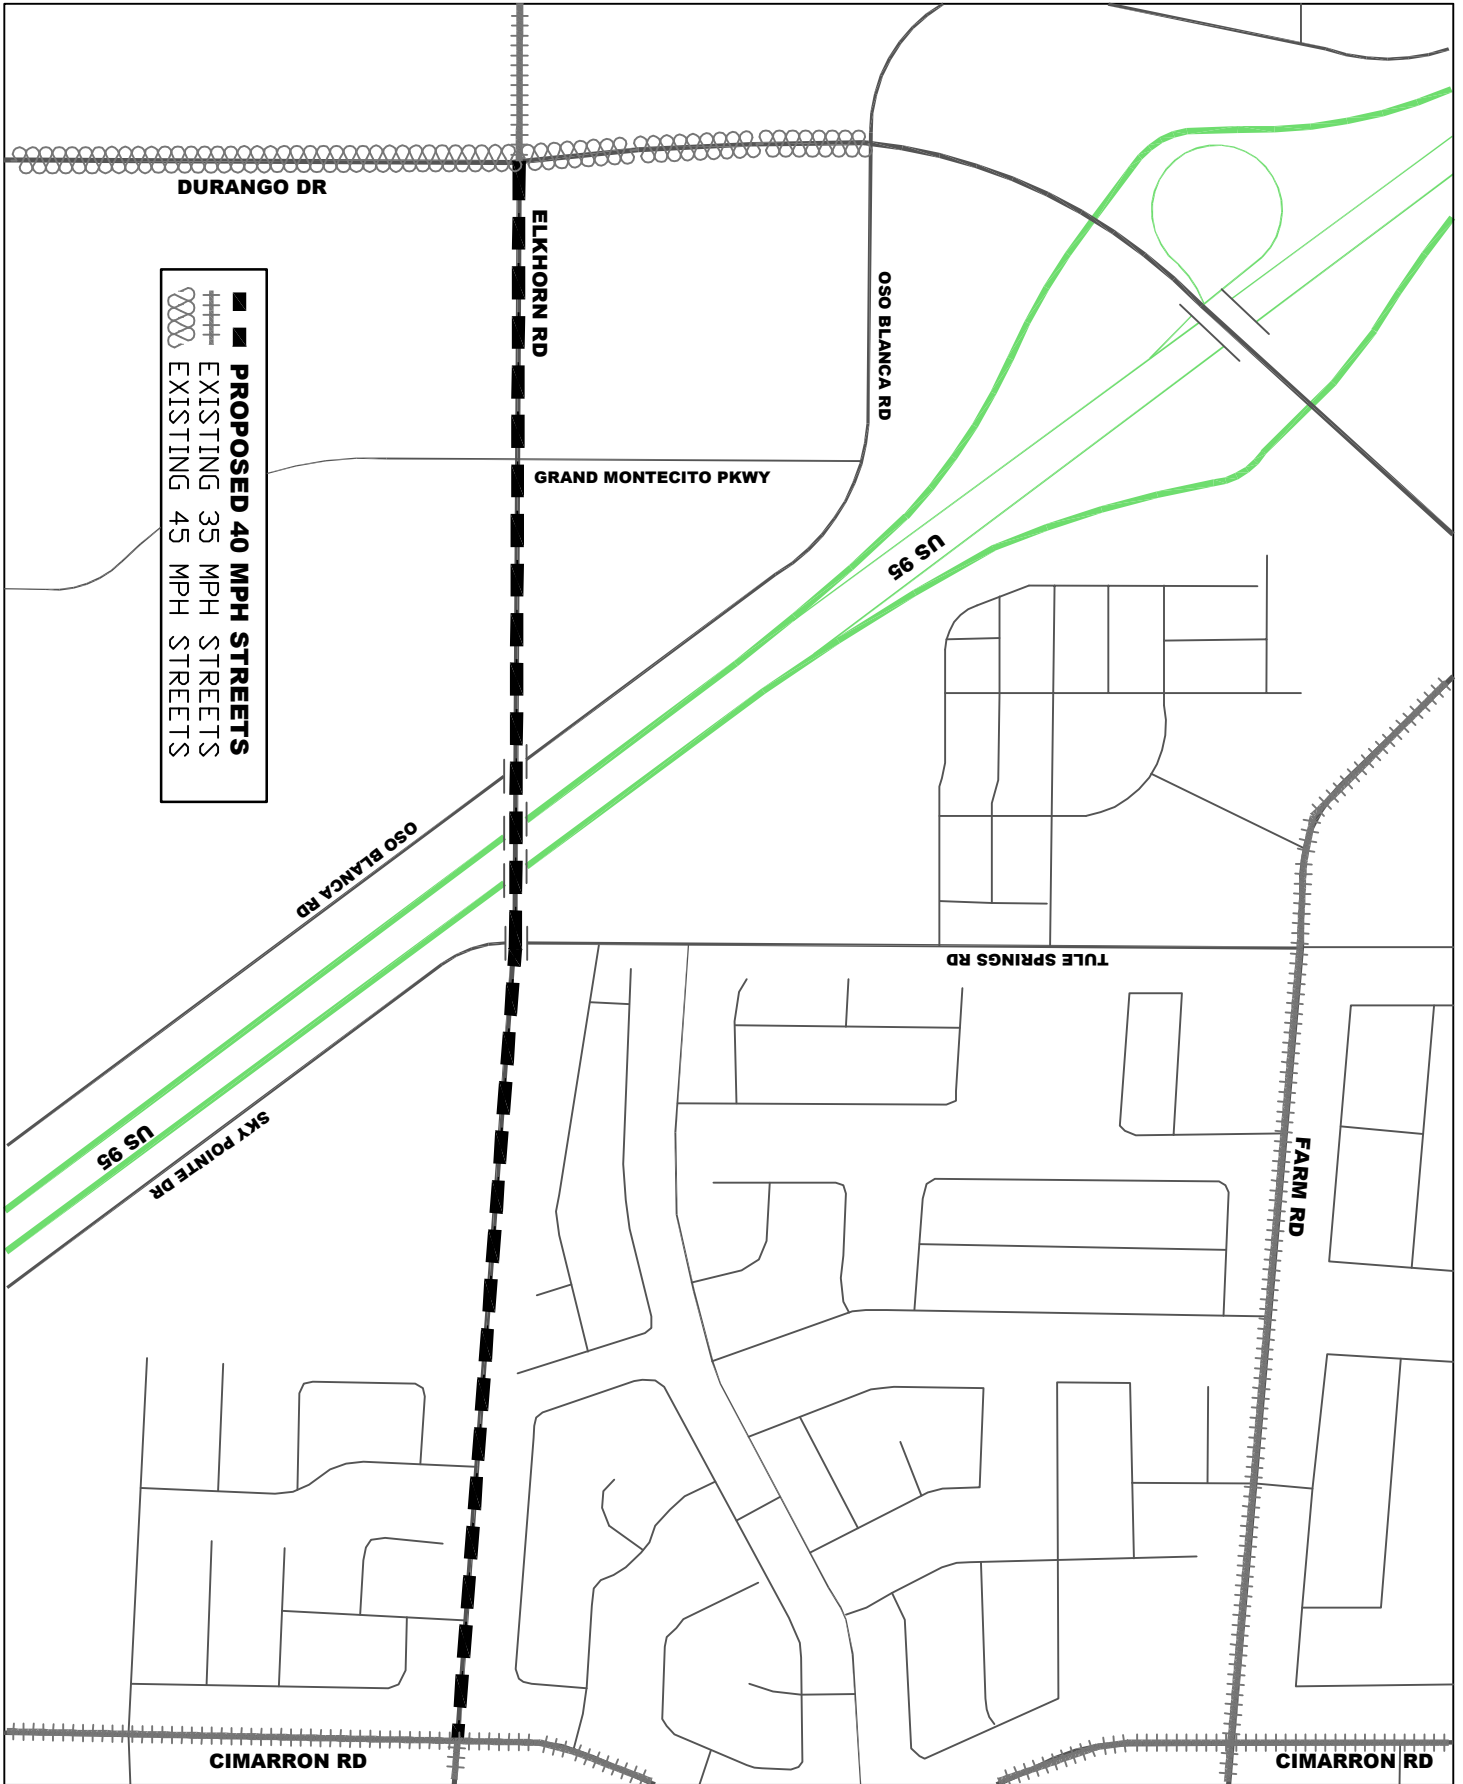 DURANGO DR
ELKHORN RD
OSO BLANCA RD
PROPOSED 40 MPH STREETS
EXISTING 35 MPH STREETS
EXISTING 45 MPH STREETS
GRAND MONTECITO PKWY
US 95
OSO BLANCA RD
TULE SPRINGS RD
US 95
SKY POINTE DR
FARM RD
CIMARRON RD
CIMARRON RD